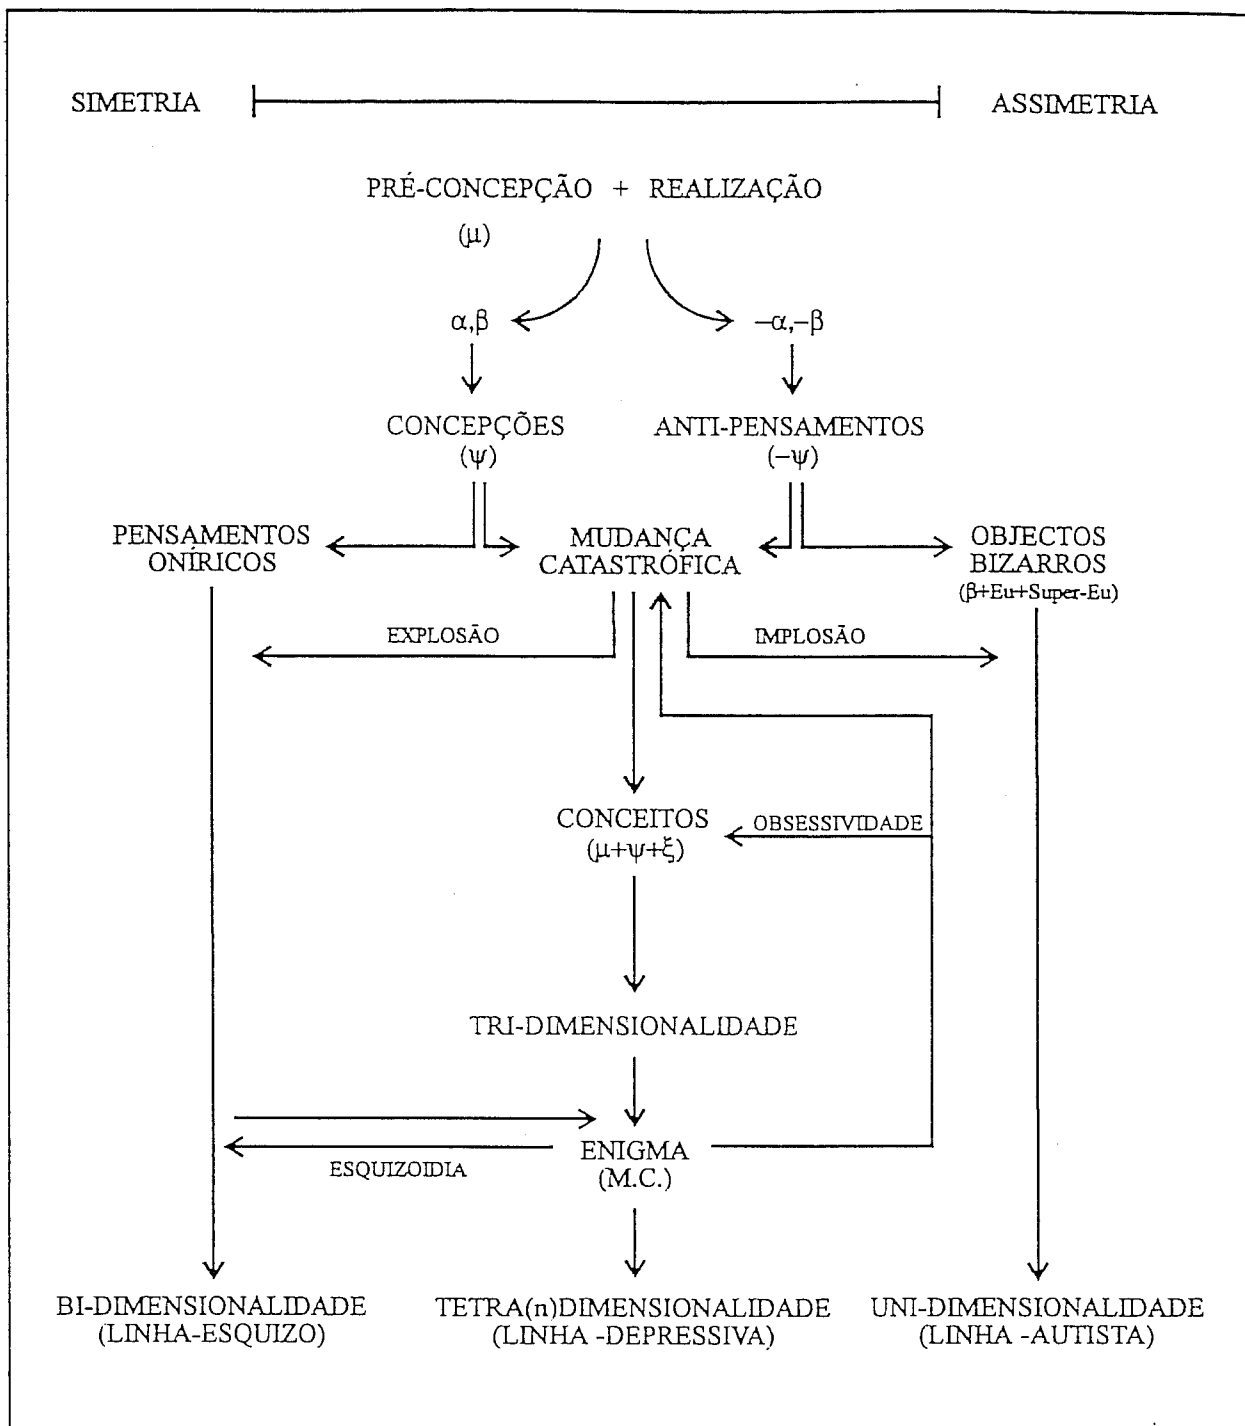 SIMETRIA
ASSIMETRIA
PRÉ-CONCEPÇÃO + REALIZAÇÃO
(μ)
α,β
–α,–β
CONCEPÇÕES
(ψ)
ANTI-PENSAMENTOS
(–ψ)
PENSAMENTOS
ONÍRICOS
MUDANÇA
CATASTRÓFICA
OBJECTOS
BIZARROS
(β+Eu+Super-Eu)
EXPLOSÃO
IMPLOSÃO
CONCEITOS
(μ+ψ+ξ)
OBSESSIVIDADE
TRI-DIMENSIONALIDADE
ENIGMA
(M.C.)
ESQUIZOIDIA
BI-DIMENSIONALIDADE
(LINHA-ESQUIZO)
TETRA(n)DIMENSIONALIDADE
(LINHA -DEPRESSIVA)
UNI-DIMENSIONALIDADE
(LINHA -AUTISTA)